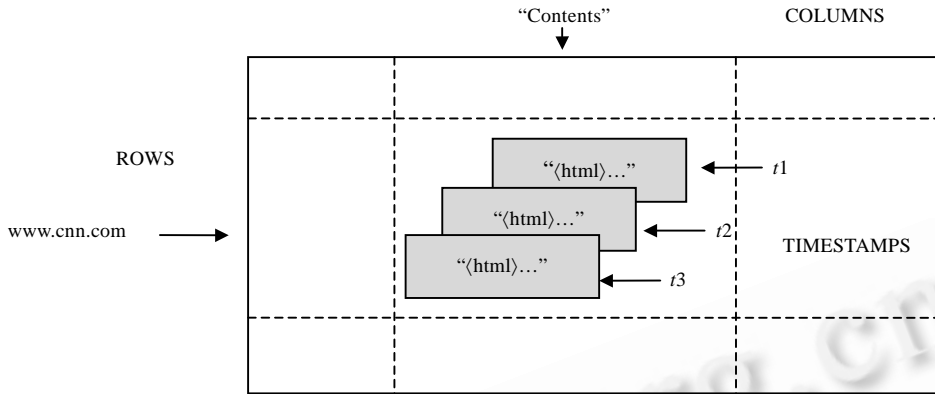 “Contents”
COLUMNS
ROWS
“⟨html⟩…”
t1
“⟨html⟩…”
t2
www.cnn.com
TIMESTAMPS
“⟨html⟩…”
t3